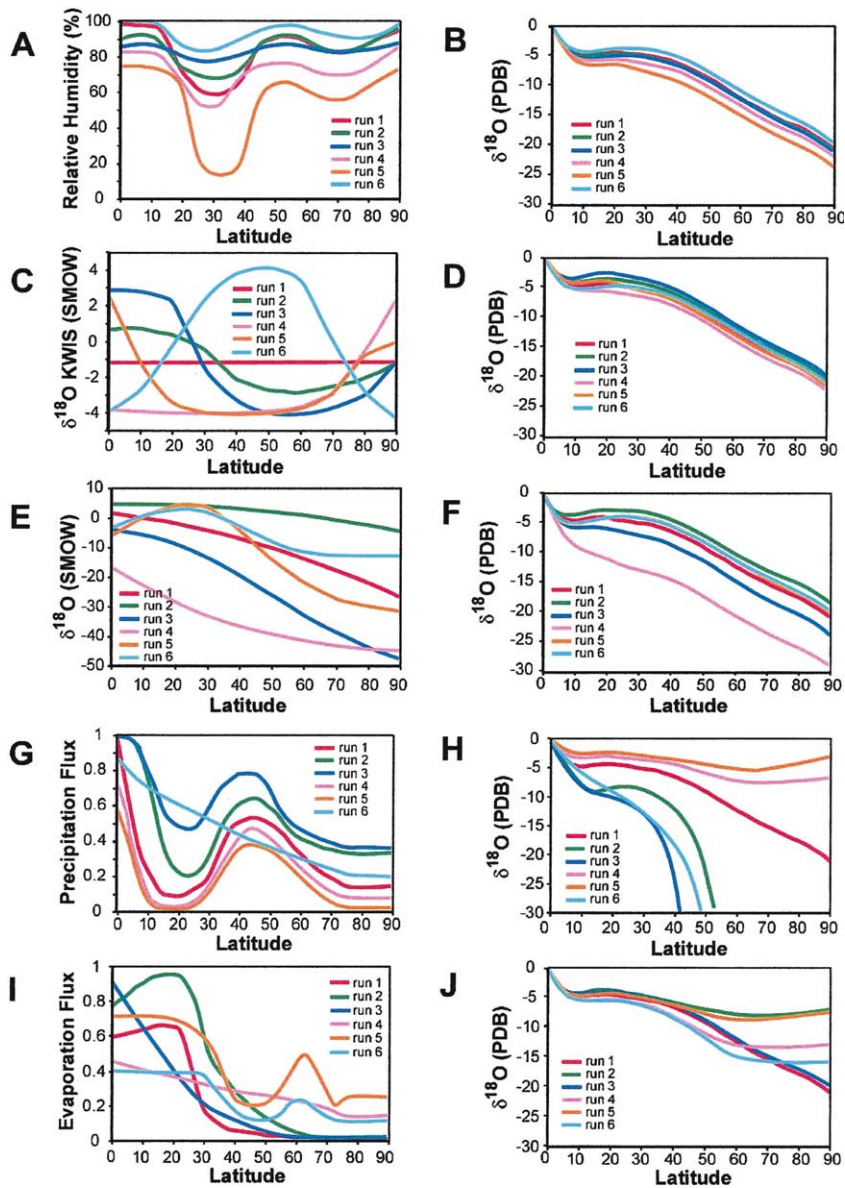 A
Relative Humidity (%)
100
80
60
40
20
0
run 1
run 2
run 3
run 4
run 5
run 6
0 10 20 30 40 50 60 70 80 90
Latitude
B
δ¹⁸O (PDB)
0
-5
-10
-15
-20
-25
-30
run 1
run 2
run 3
run 4
run 5
run 6
0 10 20 30 40 50 60 70 80 90
Latitude
C
δ¹⁸O KWIS (SMOW)
4
2
0
-2
-4
run 1
run 2
run 3
run 4
run 5
run 6
0 10 20 30 40 50 60 70 80 90
Latitude
D
δ¹⁸O (PDB)
0
-5
-10
-15
-20
-25
-30
run 1
run 2
run 3
run 4
run 5
run 6
0 10 20 30 40 50 60 70 80 90
Latitude
E
δ¹⁸O (SMOW)
10
0
-10
-20
-30
-40
-50
run 1
run 2
run 3
run 4
run 5
run 6
0 10 20 30 40 50 60 70 80 90
Latitude
F
δ¹⁸O (PDB)
0
-5
-10
-15
-20
-25
-30
run 1
run 2
run 3
run 4
run 5
run 6
0 10 20 30 40 50 60 70 80 90
Latitude
G
Precipitation Flux
1
0.8
0.6
0.4
0.2
0
run 1
run 2
run 3
run 4
run 5
run 6
0 10 20 30 40 50 60 70 80 90
Latitude
H
δ¹⁸O (PDB)
0
-5
-10
-15
-20
-25
-30
run 1
run 2
run 3
run 4
run 5
run 6
0 10 20 30 40 50 60 70 80 90
Latitude
I
Evaporation Flux
1
0.8
0.6
0.4
0.2
0
run 1
run 2
run 3
run 4
run 5
run 6
0 10 20 30 40 50 60 70 80 90
Latitude
J
δ¹⁸O (PDB)
0
-5
-10
-15
-20
-25
-30
run 1
run 2
run 3
run 4
run 5
run 6
0 10 20 30 40 50 60 70 80 90
Latitude